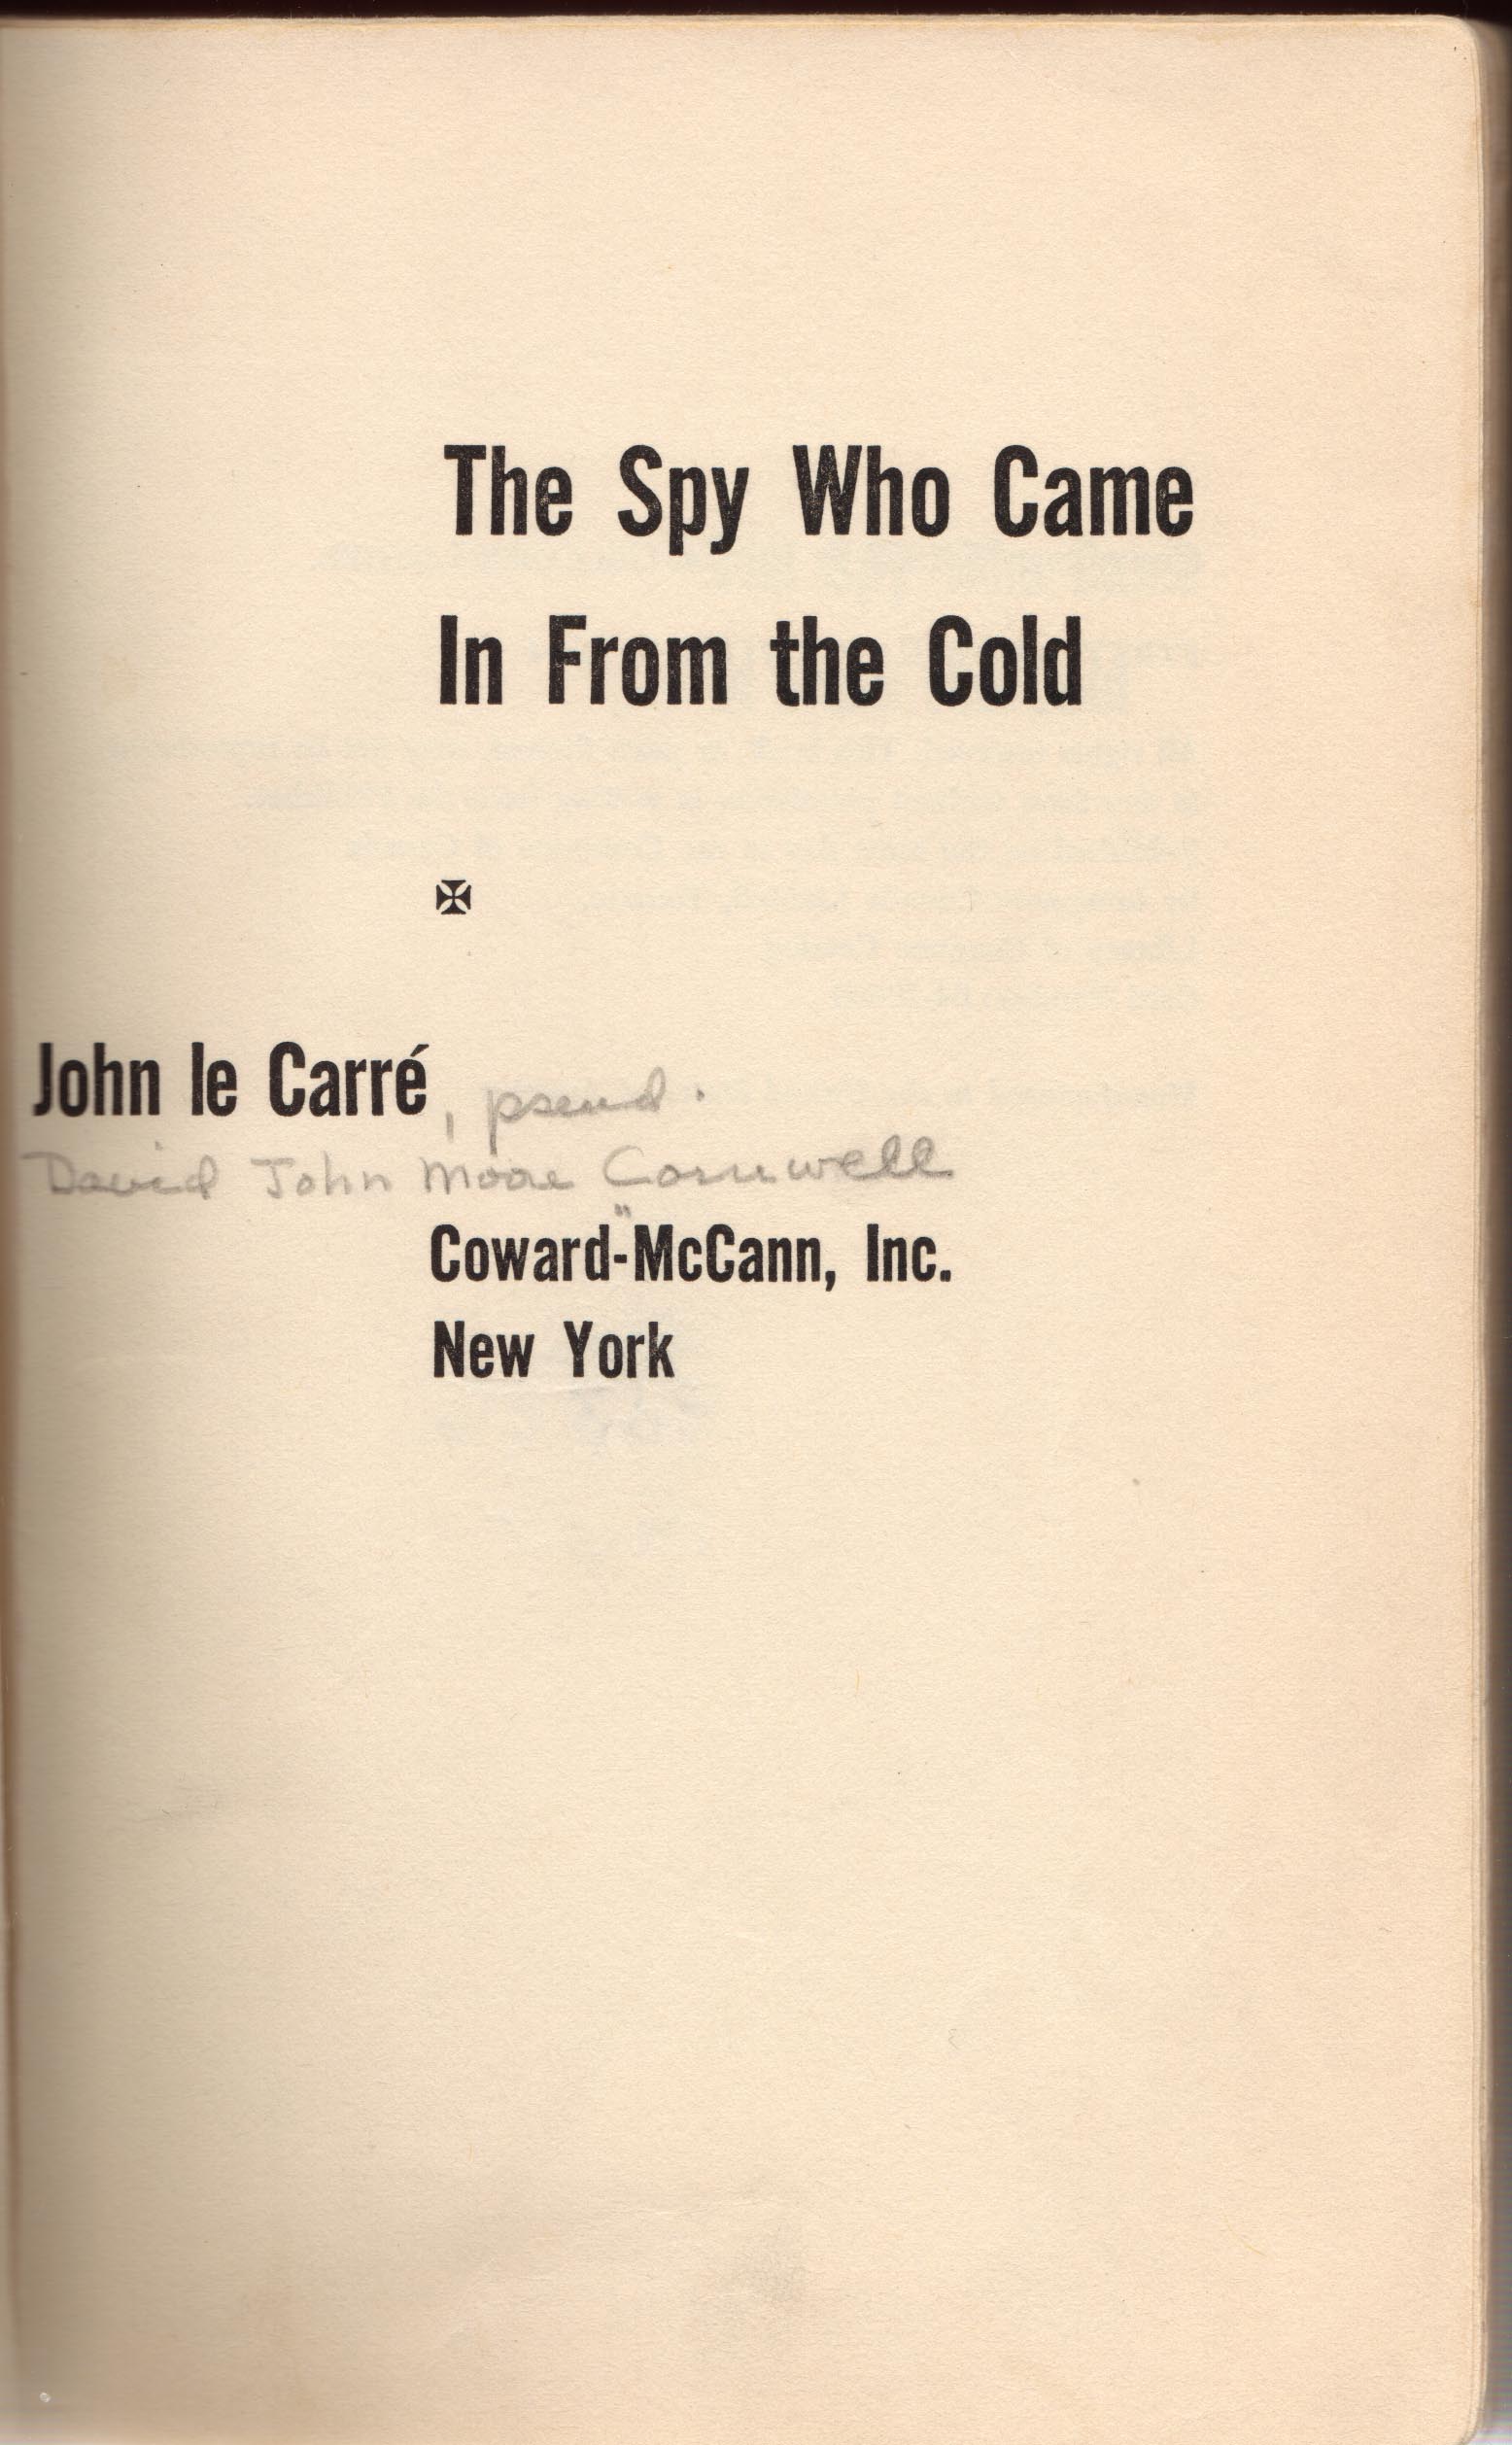 The Spy Who Came
In From the Cold
✠
John le Carré, pseud.
David John Moore Cornwell
Coward-McCann, Inc.
New York